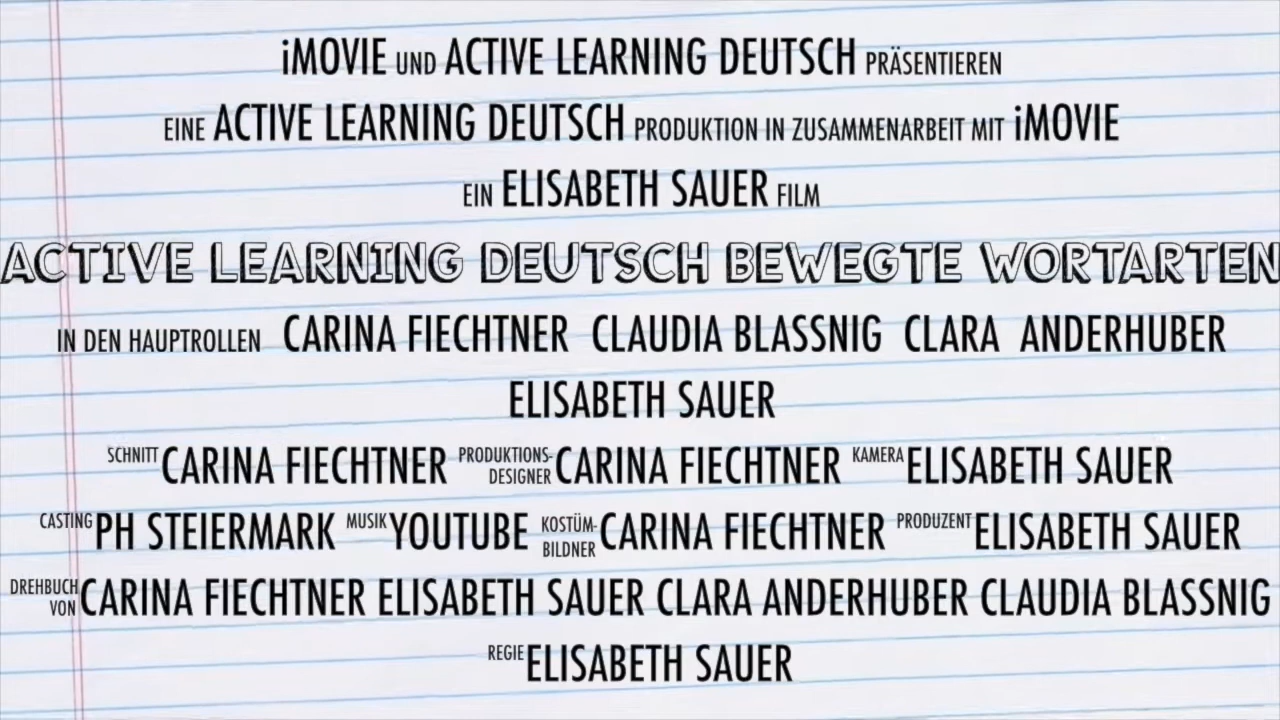 iMOVIE UND ACTIVE LEARNING DEUTSCH PRÄSENTIEREN
EINE ACTIVE LEARNING DEUTSCH PRODUKTION IN ZUSAMMENARBEIT MIT iMOVIE
EIN ELISABETH SAUER FILM
ACTIVE LEARNING DEUTSCH BEWEGTE WORTARTEN
IN DEN HAUPTROLLEN CARINA FIECHTNER CLAUDIA BLASSNIG CLARA ANDERHUBER
ELISABETH SAUER
SCHNITT CARINA FIECHTNER PRODUKTIONS-DESIGNER CARINA FIECHTNER KAMERA ELISABETH SAUER
CASTING PH STEIERMARK MUSIK YOUTUBE KOSTÜM-BILDNER CARINA FIECHTNER PRODUZENT ELISABETH SAUER
DREHBUCH VON CARINA FIECHTNER ELISABETH SAUER CLARA ANDERHUBER CLAUDIA BLASSNIG
REGIE ELISABETH SAUER